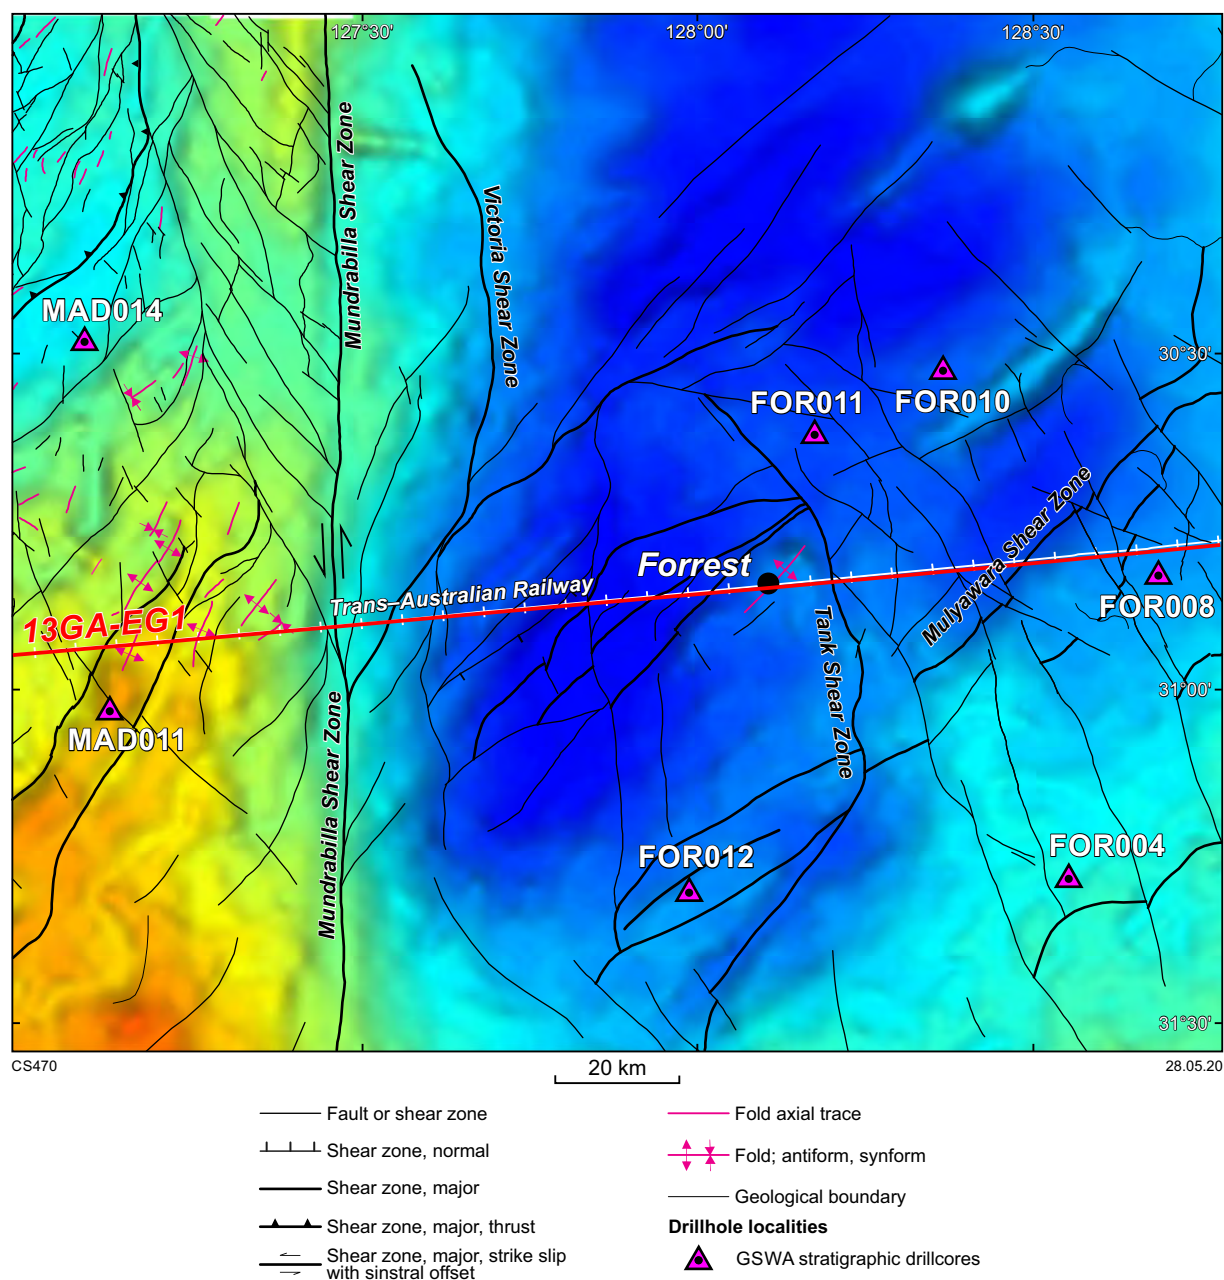 127°30'
128°00'
128°30'
Mundrabilla Shear Zone
Victoria Shear Zone
MAD014
30°30'
FOR011
FOR010
Mulyawara Shear Zone
Forrest
Trans–Australian Railway
13GA-EG1
FOR008
Tank Shear Zone
31°00'
MAD011
Mundrabilla Shear Zone
FOR012
FOR004
31°30'
CS470
20 km
28.05.20
Fault or shear zone
Shear zone, normal
Shear zone, major
Shear zone, major, thrust
Shear zone, major, strike slip
with sinstral offset
Fold axial trace
Fold; antiform, synform
Geological boundary
Drillhole localities
GSWA stratigraphic drillcores